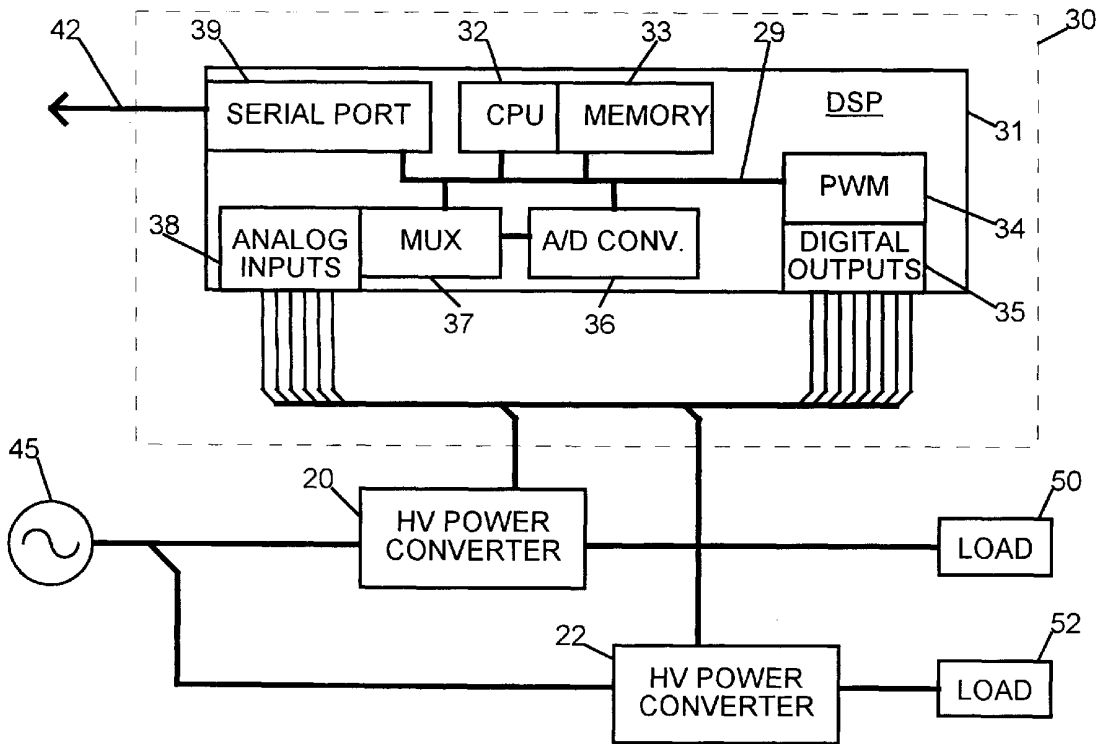 42
39
32
33
29
30
SERIAL PORT
CPU
MEMORY
DSP
31
PWM
34
38
ANALOG
INPUTS
MUX
A/D CONV.
DIGITAL
OUTPUTS
35
37
36
45
20
50
HV POWER
CONVERTER
LOAD
22
52
HV POWER
CONVERTER
LOAD